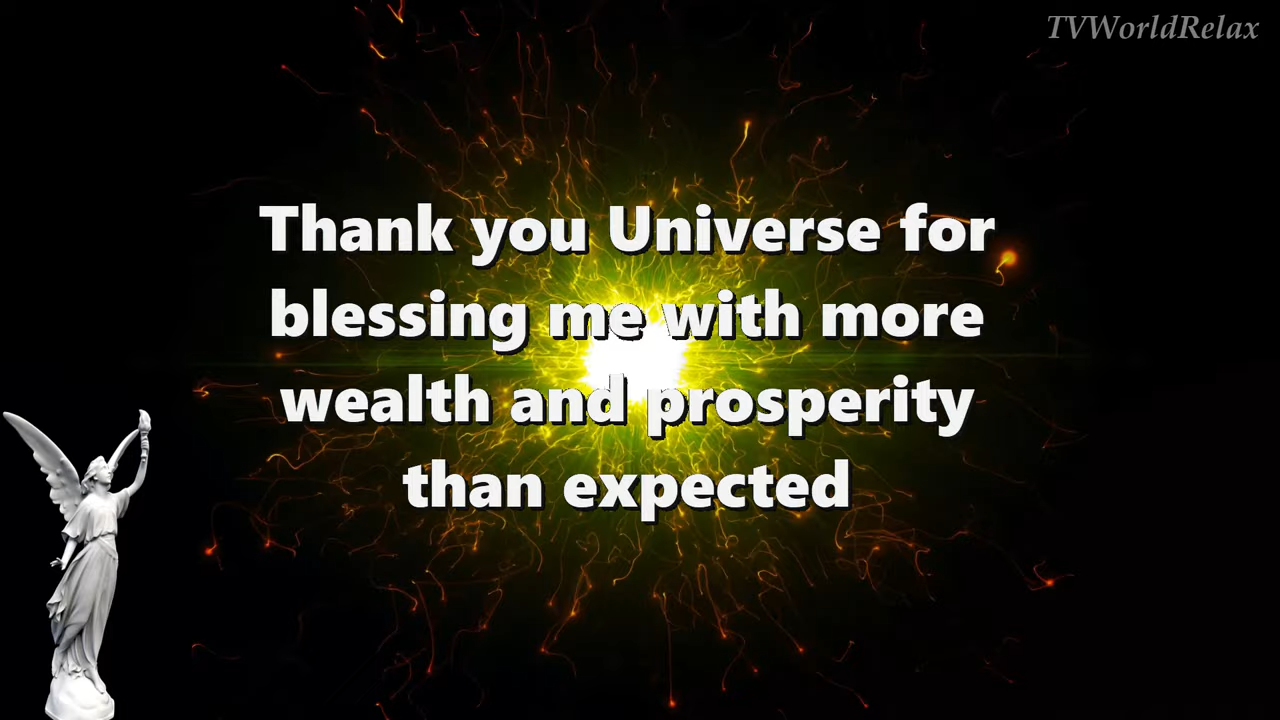 TVWorldRelax
Thank you Universe for
blessing me with more
wealth and prosperity
than expected